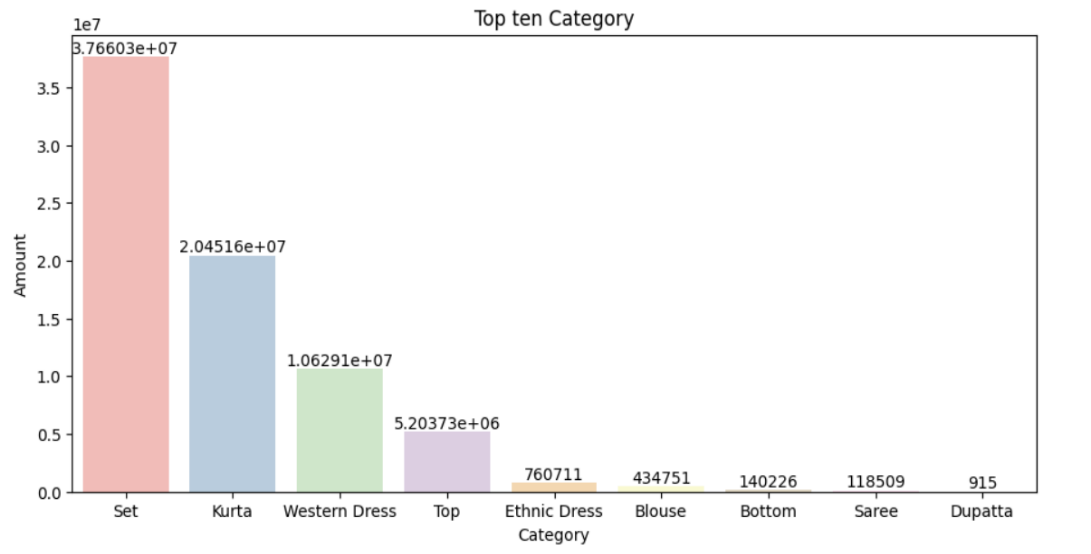 Top ten Category
1e7
3.76603e+07
2.04516e+07
1.06291e+07
5.20373e+06
760711
434751
140226
118509
915
3.5
3.0
2.5
2.0
1.5
1.0
0.5
0.0
Amount
Set Kurta Western Dress Top Ethnic Dress Blouse Bottom Saree Dupatta
Category